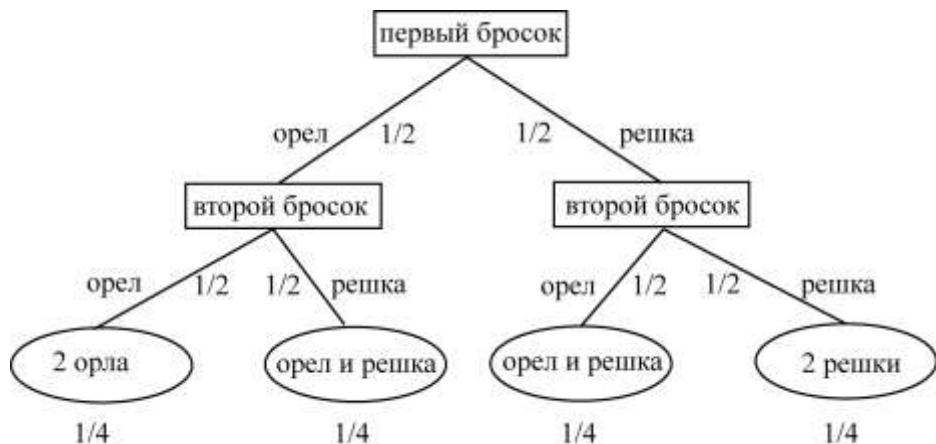 первый бросок
орел 1/2 1/2 решка
второй бросок второй бросок
орел 1/2 1/2 решка орел 1/2 1/2 решка
2 орла орел и решка орел и решка 2 решки
1/4 1/4 1/4 1/4